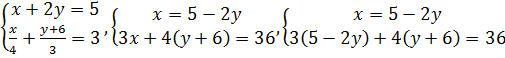 {x + 2y = 5 {x = 5 − 2y {x = 5 − 2y
{x/4 + (y+6)/3 = 3 , {3x + 4(y + 6) = 36 , {3(5 − 2y) + 4(y + 6) = 36